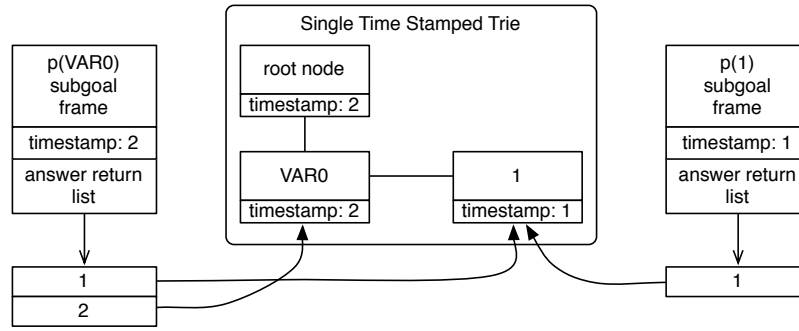 Single Time Stamped Trie
p(VAR0)
subgoal
frame
timestamp: 2
answer return
list
1
2
root node
timestamp: 2
VAR0
timestamp: 2
1
timestamp: 1
p(1)
subgoal
frame
timestamp: 1
answer return
list
1